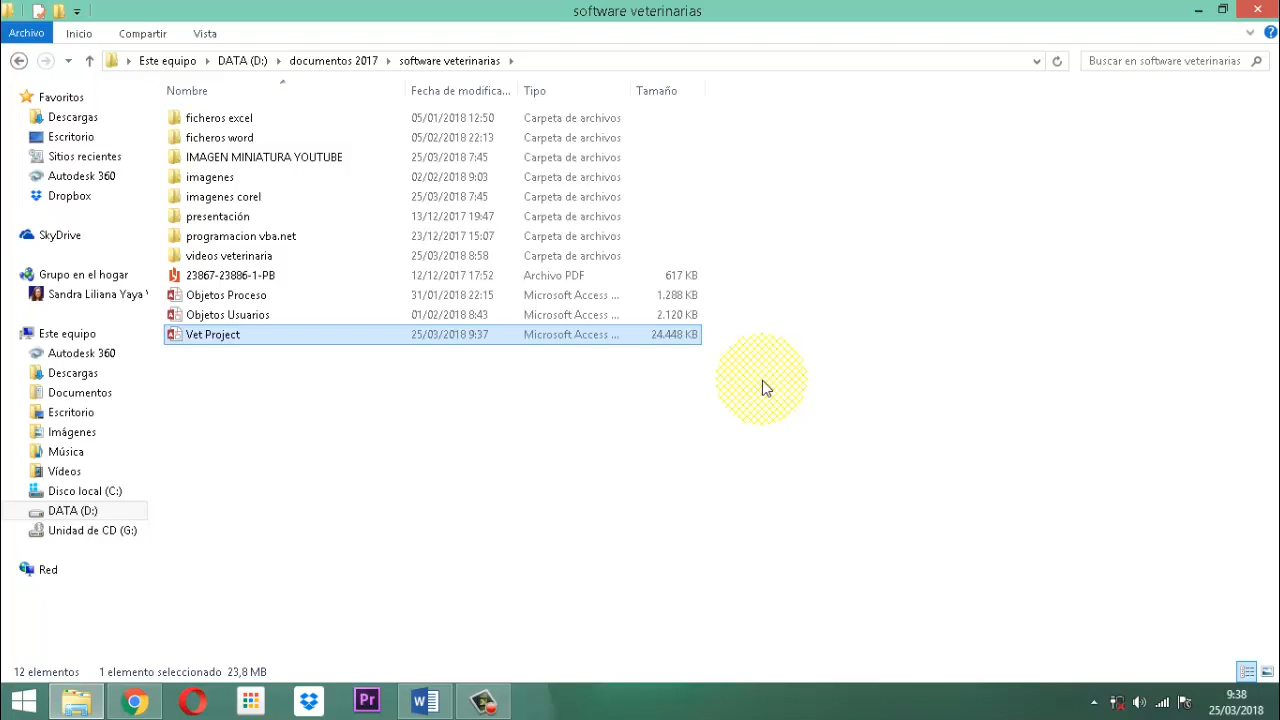 software veterinarias
Archivo Inicio Compartir Vista
Este equipo DATA (D:) documentos 2017 software veterinarias Buscar en software veterinarias
Nombre Fecha de modifica... Tipo Tamaño
Favoritos
Descargas
Escritorio
Sitios recientes
Autodesk 360
Dropbox
SkyDrive
Grupo en el hogar
Sandra Liliana Yaya
Este equipo
Autodesk 360
Descargas
Documentos
Escritorio
Imágenes
Música
Vídeos
Disco local (C:)
DATA (D:)
Unidad de CD (G:)
Red
ficheros excel 05/01/2018 12:50 Carpeta de archivos
ficheros word 05/02/2018 22:13 Carpeta de archivos
IMAGEN MINIATURA YOUTUBE 25/03/2018 7:45 Carpeta de archivos
imagenes 02/02/2018 9:03 Carpeta de archivos
imagenes corel 25/03/2018 7:45 Carpeta de archivos
presentación 13/12/2017 19:47 Carpeta de archivos
programacion vba.net 23/12/2017 15:07 Carpeta de archivos
videos veterinaria 25/03/2018 8:58 Carpeta de archivos
23867-23886-1-PB 12/12/2017 17:52 Archivo PDF 617 KB
Objetos Proceso 31/01/2018 22:15 Microsoft Access ... 1.288 KB
Objetos Usuarios 01/02/2018 8:43 Microsoft Access ... 2.120 KB
Vet Project 25/03/2018 9:37 Microsoft Access ... 24.448 KB
12 elementos 1 elemento seleccionado 23,8 MB
Pr
9:38
25/03/2018